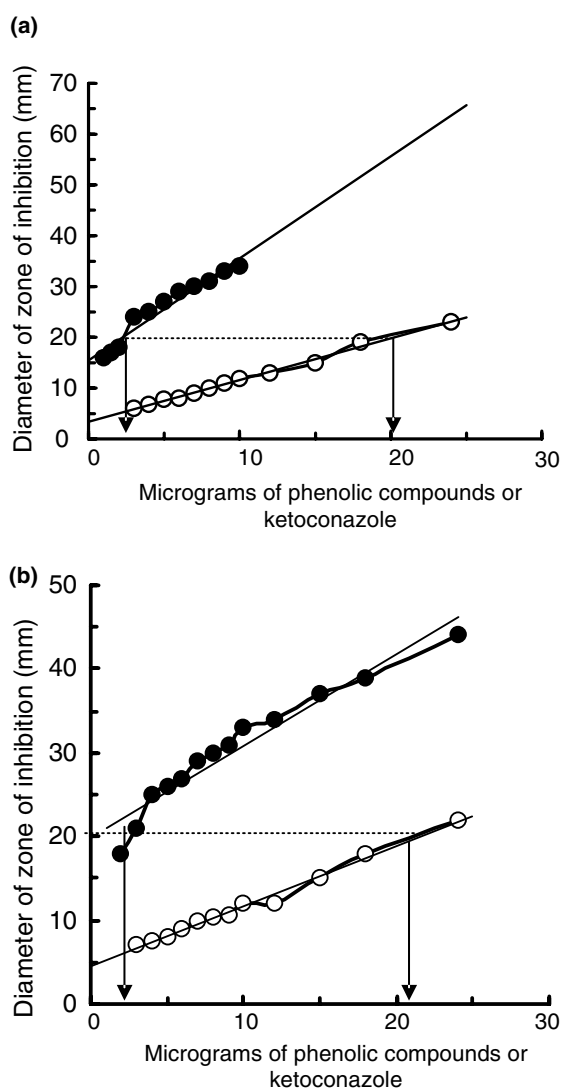 (a)
Diameter of zone of inhibition (mm)
70
60
50
40
30
20
10
0
0 10 20 30
Micrograms of phenolic compounds or
ketoconazole
(b)
Diameter of zone of inhibition (mm)
50
40
30
20
10
0
0 10 20 30
Micrograms of phenolic compounds or
ketoconazole